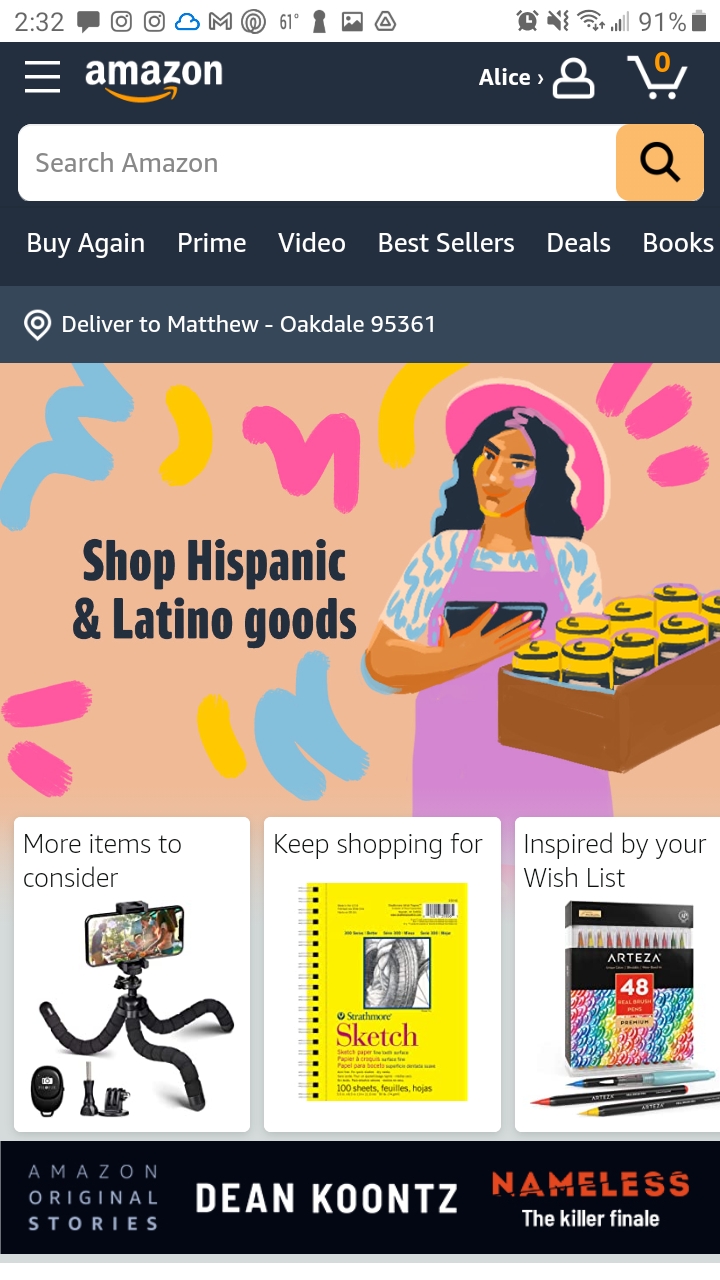 2:32
61°
91%
amazon
Alice ›
0
Search Amazon
Buy Again Prime Video Best Sellers Deals Books
Deliver to Matthew - Oakdale 95361
Shop Hispanic
& Latino goods
More items to
consider
Keep shopping for
Strathmore
Sketch
100 sheets, feuilles, hojas
Inspired by your
Wish List
ARTEZA
48
REAL BRUSH
PENS
PREMIUM
ARTEZA
ARTEZA
AMAZON
ORIGINAL
STORIES
DEAN KOONTZ
NAMELESS
The killer finale